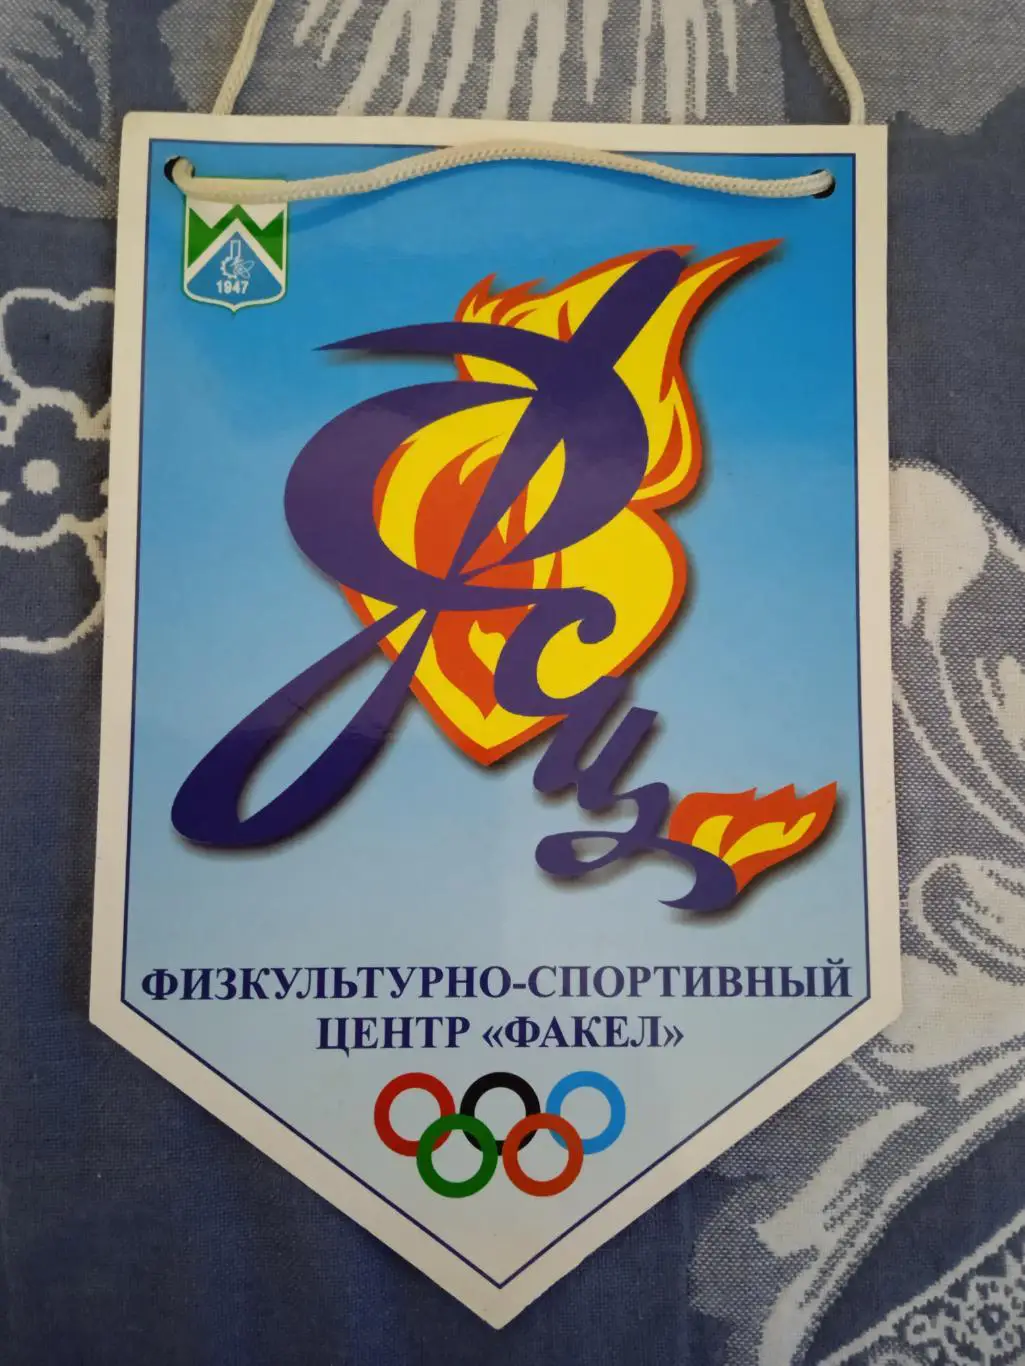 1947
ФСЦ
ФИЗКУЛЬТУРНО-СПОРТИВНЫЙ
ЦЕНТР «ФАКЕЛ»